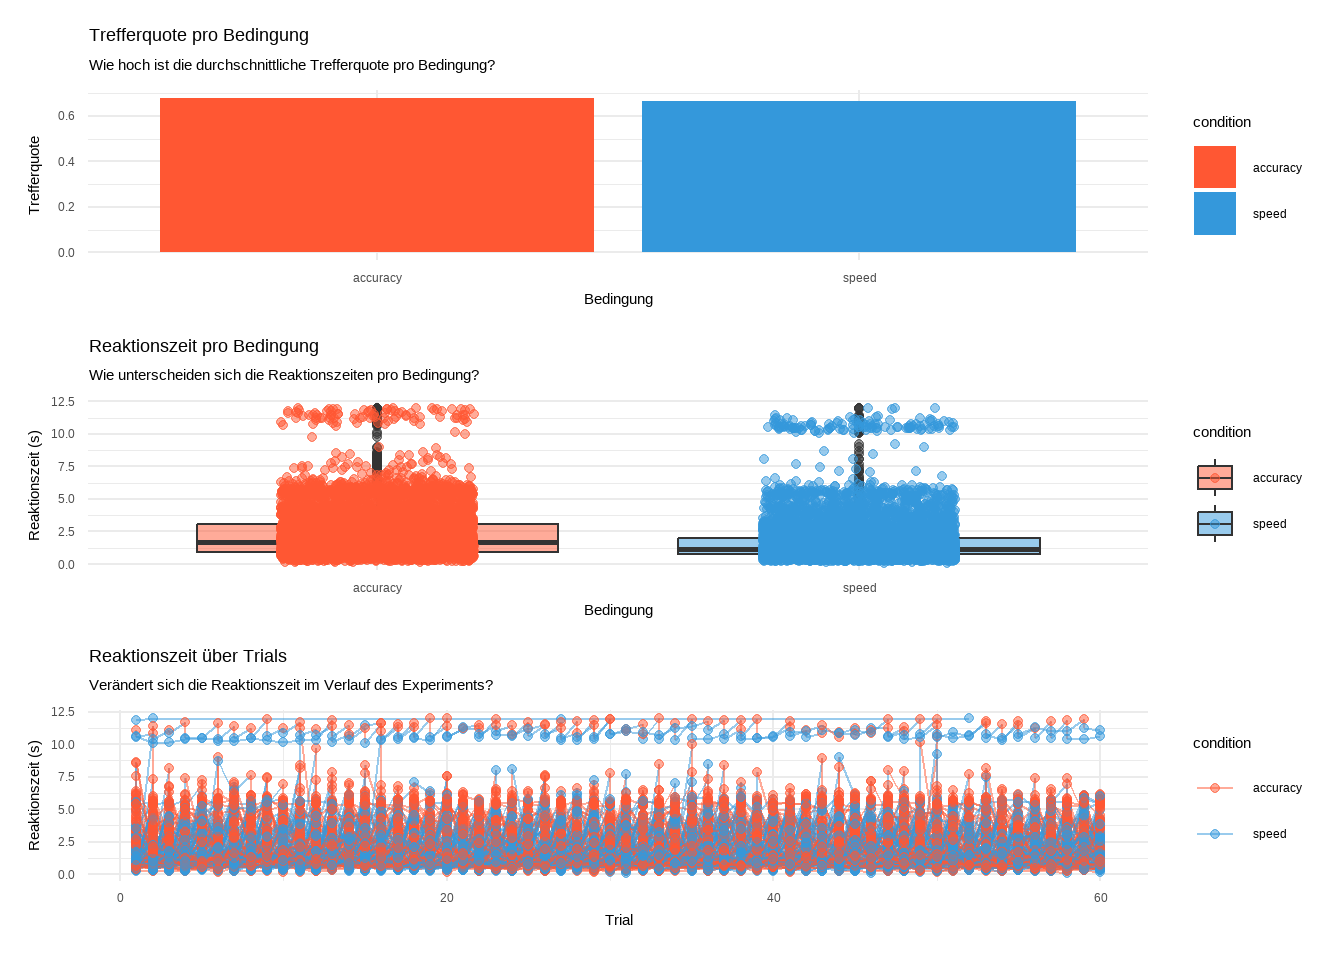 Trefferquote pro Bedingung
Wie hoch ist die durchschnittliche Trefferquote pro Bedingung?
Trefferquote
0.6
0.4
0.2
0.0
accuracy
speed
Bedingung
condition
accuracy
speed
Reaktionszeit pro Bedingung
Wie unterscheiden sich die Reaktionszeiten pro Bedingung?
Reaktionszeit (s)
12.5
10.0
7.5
5.0
2.5
0.0
accuracy
speed
Bedingung
condition
accuracy
speed
Reaktionszeit über Trials
Verändert sich die Reaktionszeit im Verlauf des Experiments?
Reaktionszeit (s)
12.5
10.0
7.5
5.0
2.5
0.0
0
20
40
60
Trial
condition
accuracy
speed